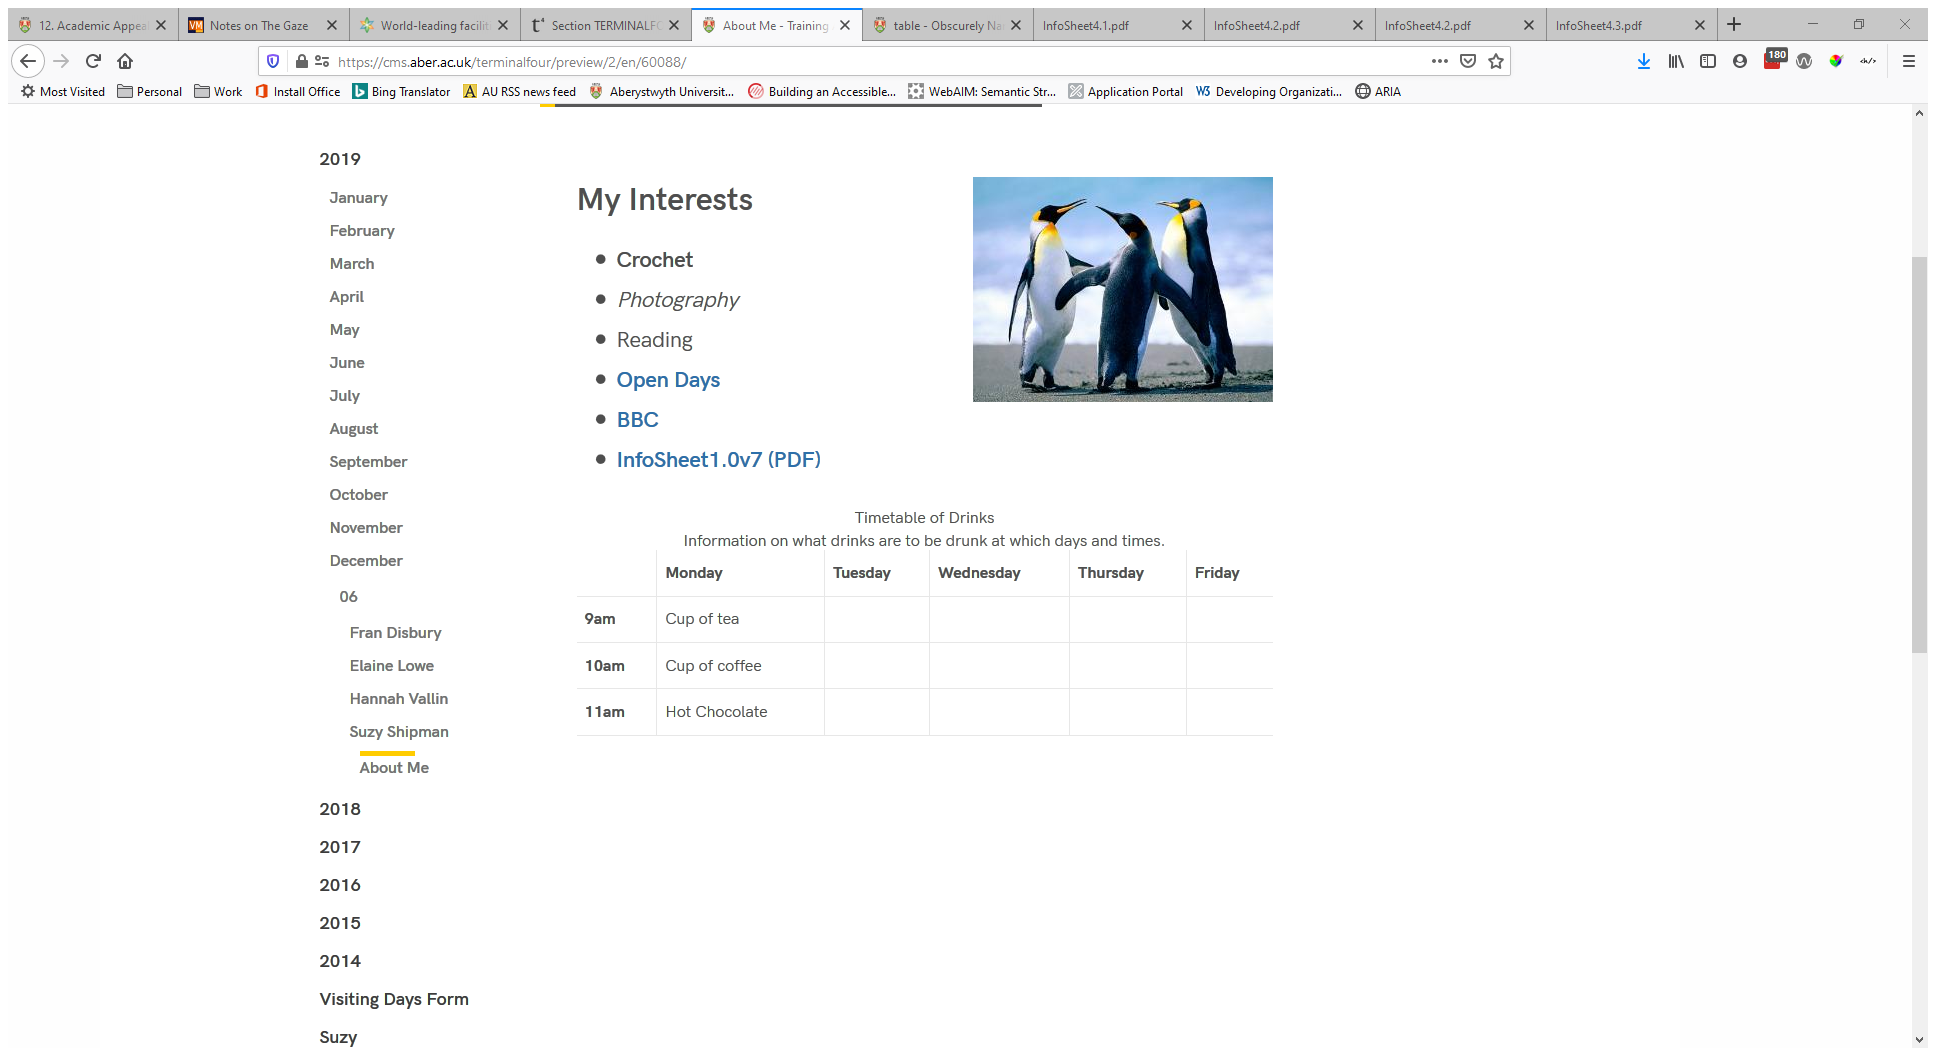 12. Academic Appea
Notes on The Gaze
World-leading facilit
Section TERMINALFO
About Me - Training
table - Obscurely Na
InfoSheet4.1.pdf
InfoSheet4.2.pdf
InfoSheet4.2.pdf
InfoSheet4.3.pdf
https://cms.aber.ac.uk/terminalfour/preview/2/en/60088/
180
Most Visited
Personal
Work
Install Office
Bing Translator
AU RSS news feed
Aberystwyth Universit...
Building an Accessible...
WebAIM: Semantic Str...
Application Portal
Developing Organizati...
ARIA
2019
January
February
March
April
May
June
July
August
September
October
November
December
06
Fran Disbury
Elaine Lowe
Hannah Vallin
Suzy Shipman
About Me
2018
2017
2016
2015
2014
Visiting Days Form
Suzy
My Interests
Crochet
Photography
Reading
Open Days
BBC
InfoSheet1.0v7 (PDF)
Timetable of Drinks
Information on what drinks are to be drunk at which days and times.
Monday Tuesday Wednesday Thursday Friday
9am Cup of tea
10am Cup of coffee
11am Hot Chocolate